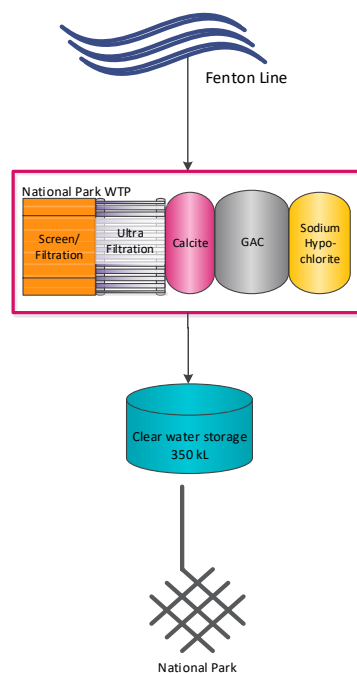 Fenton Line
National Park WTP
Screen/
Filtration
Ultra
Filtration
Calcite
GAC
Sodium
Hypo-
chlorite
Clear water storage
350 kL
National Park